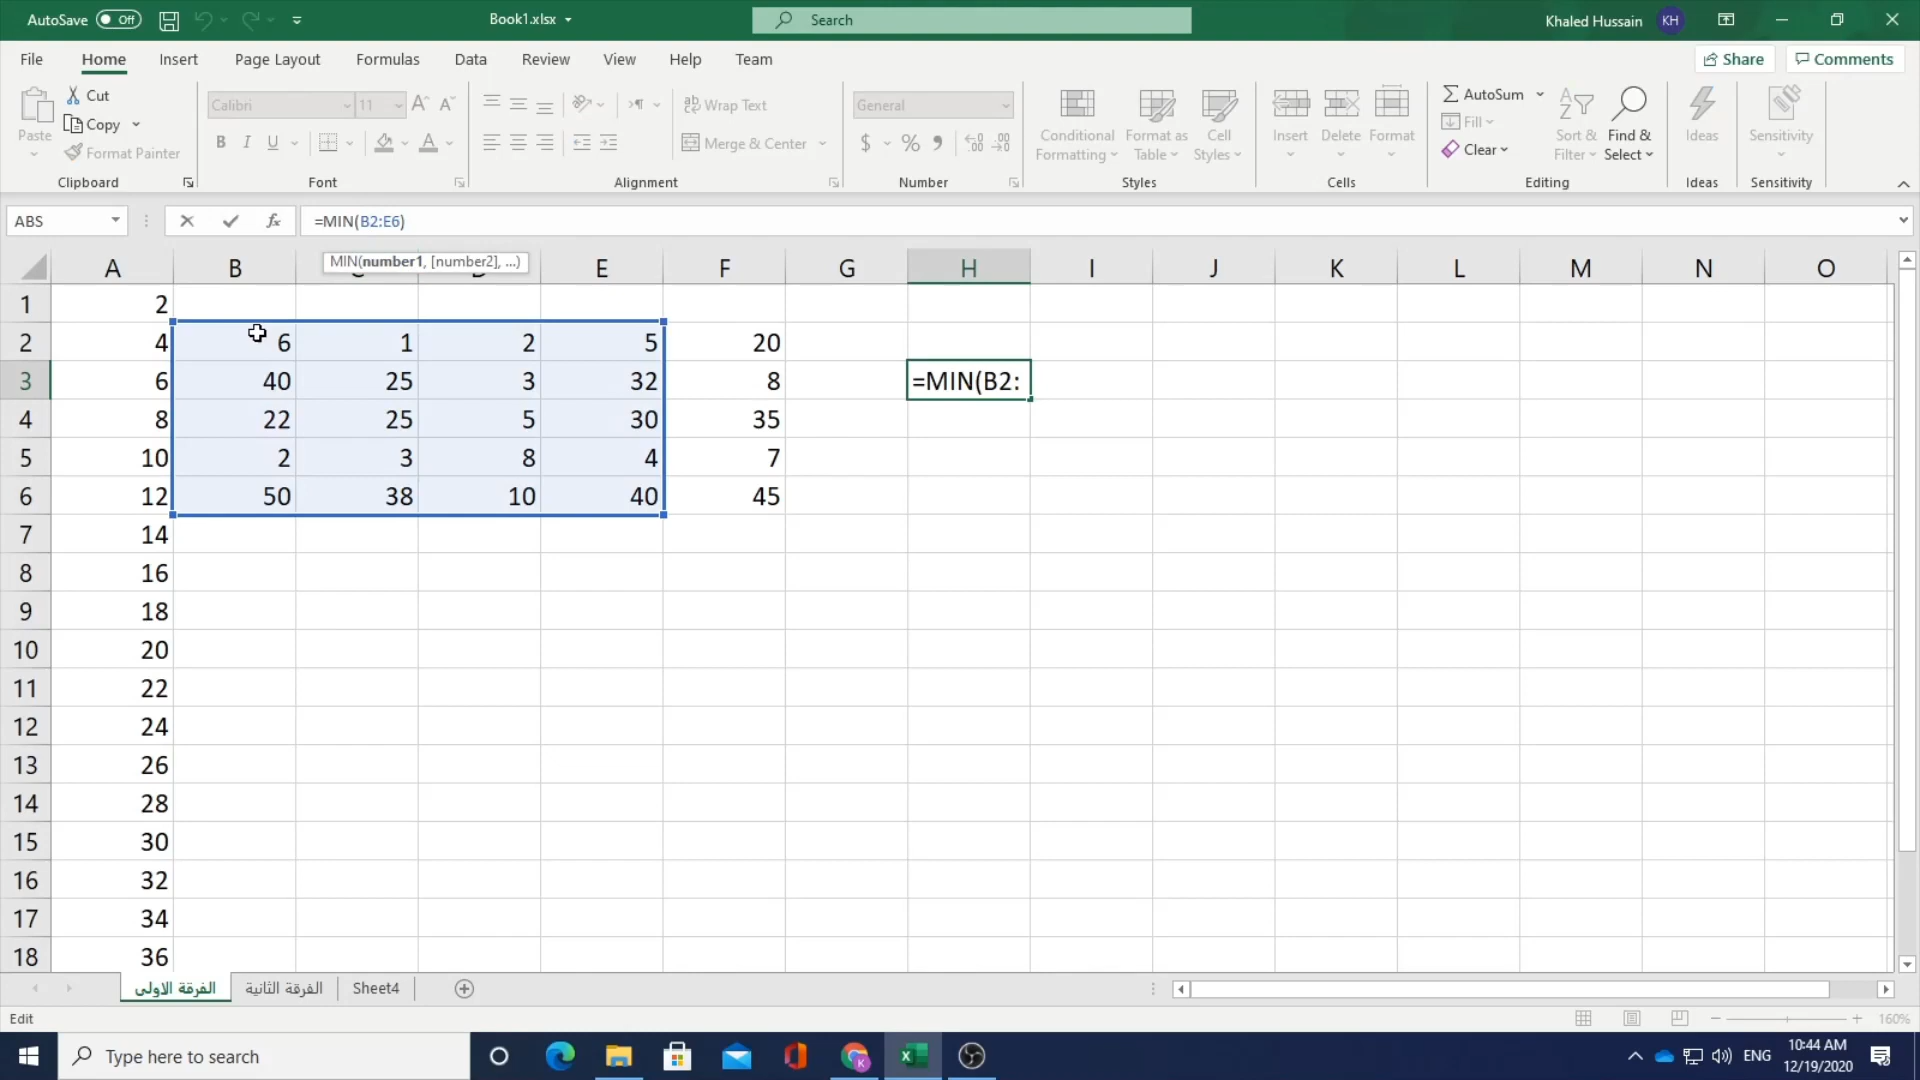 AutoSave Off Book1.xlsx Search Khaled Hussain KH
File Home Insert Page Layout Formulas Data Review View Help Team Share Comments
Paste Cut Copy Format Painter Clipboard
Calibri 11 B I U A Font
ab Wrap Text Merge & Center Alignment
General $ % Number
Conditional Formatting Format as Table Cell Styles Styles
Insert Delete Format Cells
AutoSum Fill Clear Sort & Filter Find & Select Editing
Ideas Ideas
Sensitivity Sensitivity
ABS fx =MIN(B2:E6)
MIN(number1, [number2], ...)
A B E F G H I J K L M N O
1 2
2 4 6 1 2 5 20
3 6 40 25 3 32 8 =MIN(B2:
4 8 22 25 5 30 35
5 10 2 3 8 4 7
6 12 50 38 10 40 45
7 14
8 16
9 18
10 20
11 22
12 24
13 26
14 28
15 30
16 32
17 34
18 36
الفرقة الاولى الفرقة الثانية Sheet4
Edit 160%
Type here to search ENG 10:44 AM
12/19/2020